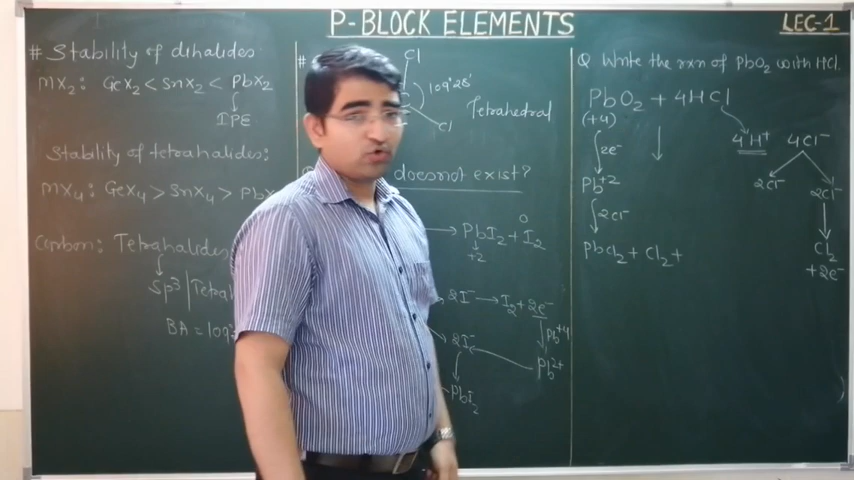 P-BLOCK ELEMENTS
LEC-1
# Stability of dihalides
MX₂: GeX₂ < SnX₂ < PbX₂
IPE
Stability of tetrahalides:
MX₄: GeX₄ > SnX₄ > PbX
Carbon: Tetrahalides
Sp³ | Tetra
BA = 109°
#
Cl
109°28'
Cl
Tetrahedral
does not exist?
→ PbI₂ + I₂
0
+2
2I⁻ → I₂ + 2e⁻
Pb⁺⁴
2I⁻
Pb²⁺
PbI₂
Q Write the rxn of PbO₂ with HCl.
PbO₂ + 4HCl
(+4)
4H⁺ 4Cl⁻
2e⁻
Pb⁺²
2Cl⁻ 2Cl⁻
2Cl⁻
PbCl₂ + Cl₂ +
Cl₂
+ 2e⁻